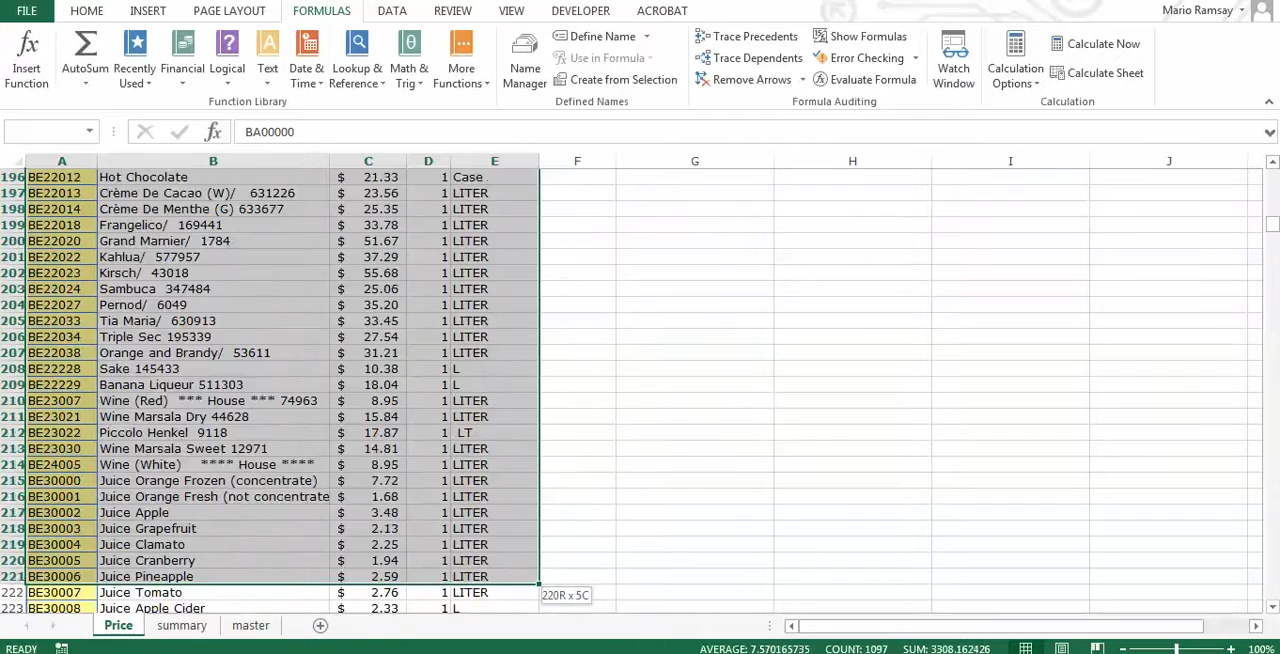 FILE HOME INSERT PAGE LAYOUT FORMULAS DATA REVIEW VIEW DEVELOPER ACROBAT Mario Ramsay
fx Σ θ
Insert Function AutoSum Recently Used Financial Logical Text Date & Time Lookup & Reference Math & Trig More Functions
Function Library
Name Manager
Define Name
Use in Formula
Create from Selection
Defined Names
Trace Precedents Show Formulas
Trace Dependents Error Checking
Remove Arrows Evaluate Formula
Formula Auditing
Watch Window
Calculation Options
Calculate Now
Calculate Sheet
Calculation
fx BA00000
A B C D E F G H I J
196 BE22012 Hot Chocolate $ 21.33 1 Case
197 BE22013 Crème De Cacao (W)/ 631226 $ 23.56 1 LITER
198 BE22014 Crème De Menthe (G) 633677 $ 25.35 1 LITER
199 BE22018 Frangelico/ 169441 $ 33.78 1 LITER
200 BE22020 Grand Marnier/ 1784 $ 51.67 1 LITER
201 BE22022 Kahlua/ 577957 $ 37.29 1 LITER
202 BE22023 Kirsch/ 43018 $ 55.68 1 LITER
203 BE22024 Sambuca 347484 $ 25.06 1 LITER
204 BE22027 Pernod/ 6049 $ 35.20 1 LITER
205 BE22033 Tia Maria/ 630913 $ 33.45 1 LITER
206 BE22034 Triple Sec 195339 $ 27.54 1 LITER
207 BE22038 Orange and Brandy/ 53611 $ 31.21 1 LITER
208 BE22228 Sake 145433 $ 10.38 1 L
209 BE22229 Banana Liqueur 511303 $ 18.04 1 L
210 BE23007 Wine (Red) *** House *** 74963 $ 8.95 1 LITER
211 BE23021 Wine Marsala Dry 44628 $ 15.84 1 LITER
212 BE23022 Piccolo Henkel 9118 $ 17.87 1 LT
213 BE23030 Wine Marsala Sweet 12971 $ 14.81 1 LITER
214 BE24005 Wine (White) **** House **** $ 8.95 1 LITER
215 BE30000 Juice Orange Frozen (concentrate) $ 7.72 1 LITER
216 BE30001 Juice Orange Fresh (not concentrate $ 1.68 1 LITER
217 BE30002 Juice Apple $ 3.48 1 LITER
218 BE30003 Juice Grapefruit $ 2.13 1 LITER
219 BE30004 Juice Clamato $ 2.25 1 LITER
220 BE30005 Juice Cranberry $ 1.94 1 LITER
221 BE30006 Juice Pineapple $ 2.59 1 LITER
222 BE30007 Juice Tomato $ 2.76 1 LITER 220R x 5C
223 BE30008 Juice Apple Cider $ 2.33 1 L
Price summary master
READY AVERAGE: 7.570165735 COUNT: 1097 SUM: 3308.162426 100%